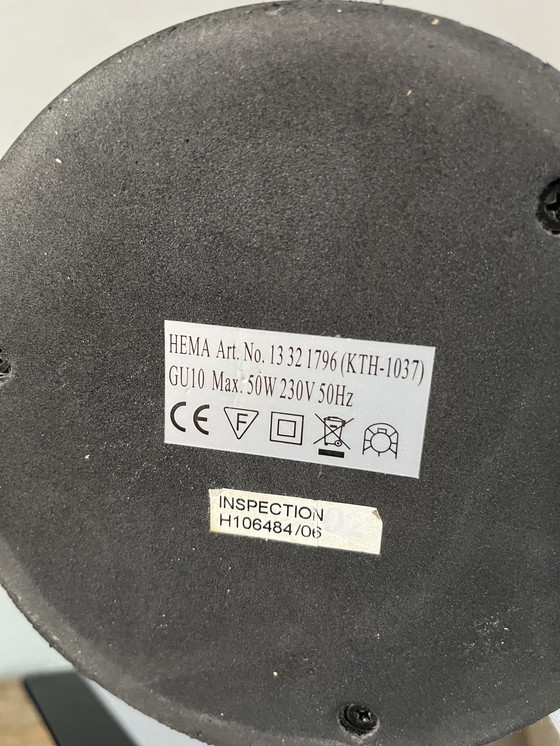 HEMA Art. No. 13 32 1796 (KTH-1037)
GU10 Max. 50W 230V 50Hz
CE F
INSPECTION
H106484/06